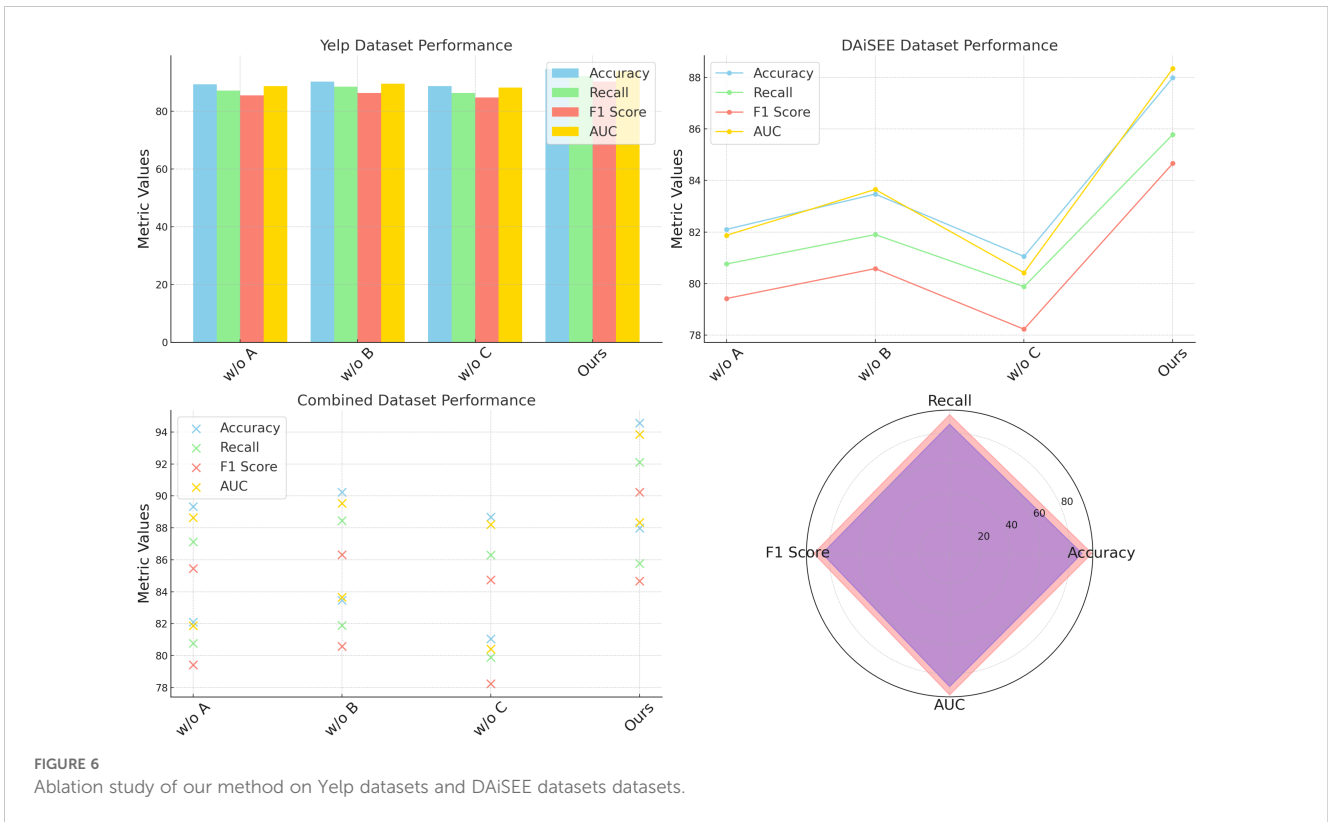 Yelp Dataset Performance
Metric Values
80
60
40
20
0
w/o A
w/o B
w/o C
Ours
Accuracy
Recall
F1 Score
AUC
DAiSEE Dataset Performance
Metric Values
88
86
84
82
80
78
w/o A
w/o B
w/o C
Ours
Accuracy
Recall
F1 Score
AUC
Combined Dataset Performance
Metric Values
94
92
90
88
86
84
82
80
78
w/o A
w/o B
w/o C
Ours
Accuracy
Recall
F1 Score
AUC
Recall
80
60
40
20
F1 Score
Accuracy
AUC
FIGURE 6
Ablation study of our method on Yelp datasets and DAiSEE datasets datasets.